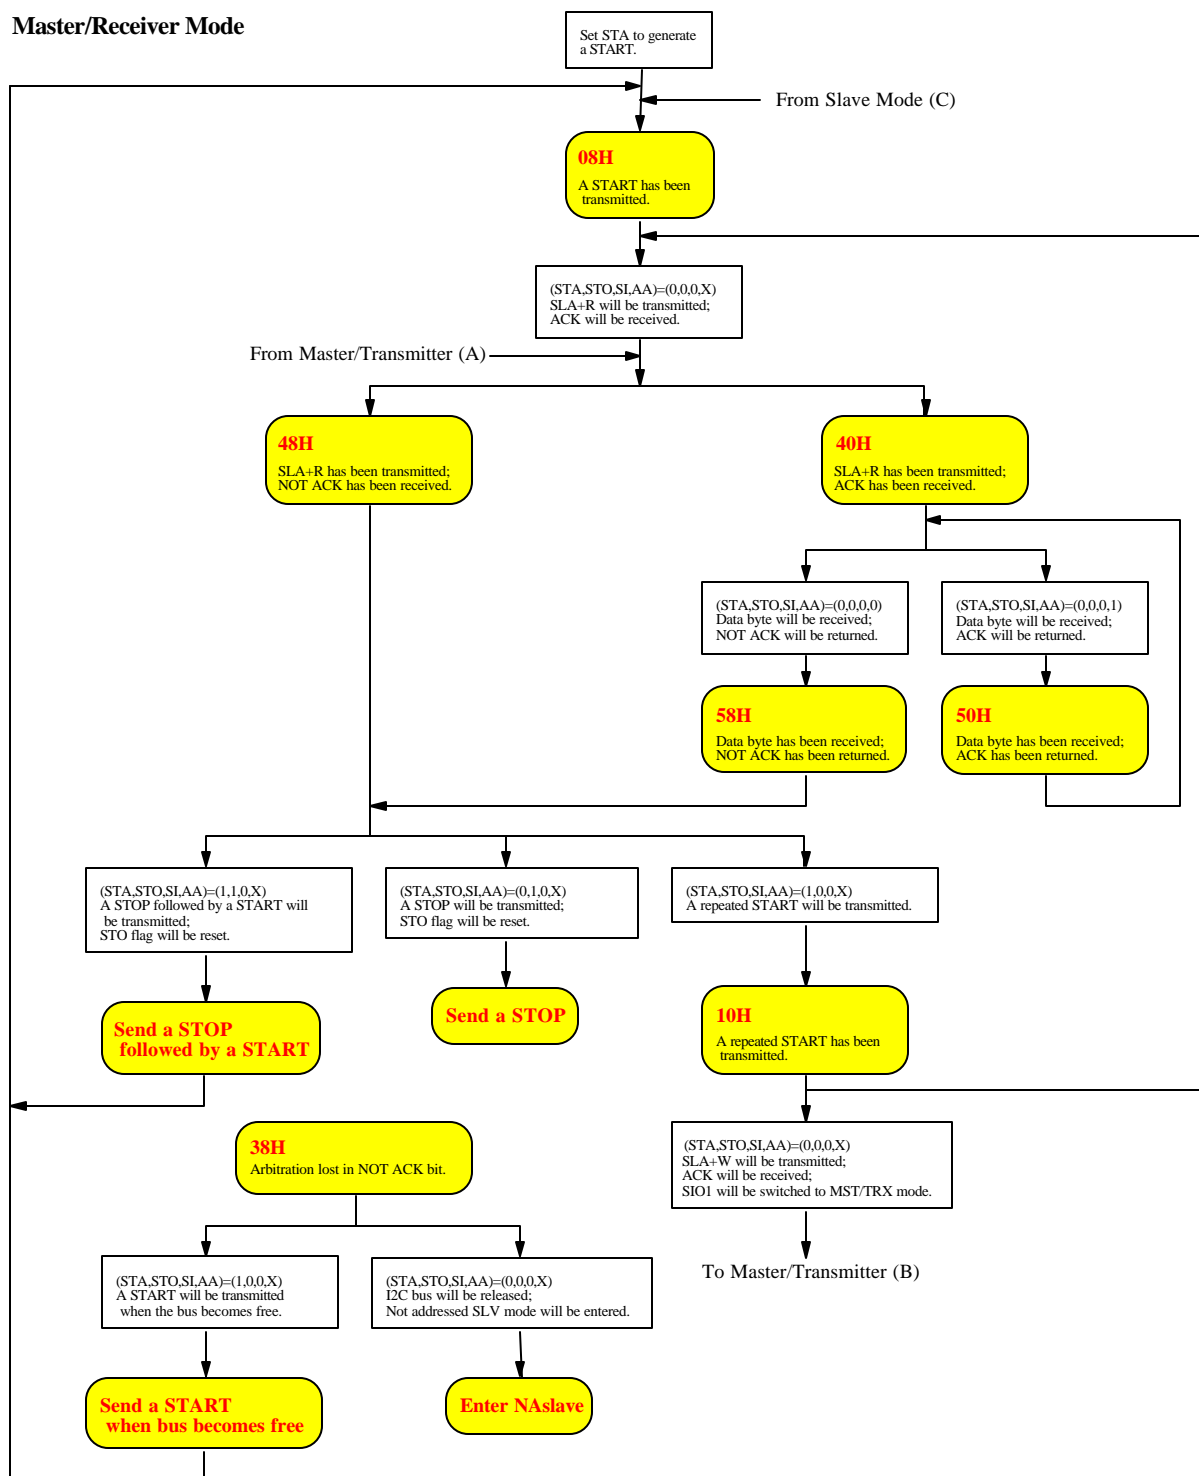 Master/Receiver Mode
Set STA to generate
a START.
From Slave Mode (C)
08H
A START has been
transmitted.
(STA,STO,SI,AA)=(0,0,0,X)
SLA+R will be transmitted;
ACK will be received.
From Master/Transmitter (A)
48H
SLA+R has been transmitted;
NOT ACK has been received.
40H
SLA+R has been transmitted;
ACK has been received.
(STA,STO,SI,AA)=(0,0,0,0)
Data byte will be received;
NOT ACK will be returned.
(STA,STO,SI,AA)=(0,0,0,1)
Data byte will be received;
ACK will be returned.
58H
Data byte has been received;
NOT ACK has been returned.
50H
Data byte has been received;
ACK has been returned.
(STA,STO,SI,AA)=(1,1,0,X)
A STOP followed by a START will
be transmitted;
STO flag will be reset.
(STA,STO,SI,AA)=(0,1,0,X)
A STOP will be transmitted;
STO flag will be reset.
(STA,STO,SI,AA)=(1,0,0,X)
A repeated START will be transmitted.
Send a STOP
followed by a START
Send a STOP
10H
A repeated START has been
transmitted.
38H
Arbitration lost in NOT ACK bit.
(STA,STO,SI,AA)=(0,0,0,X)
SLA+W will be transmitted;
ACK will be received;
SIO1 will be switched to MST/TRX mode.
To Master/Transmitter (B)
(STA,STO,SI,AA)=(1,0,0,X)
A START will be transmitted
when the bus becomes free.
(STA,STO,SI,AA)=(0,0,0,X)
I2C bus will be released;
Not addressed SLV mode will be entered.
Send a START
when bus becomes free
Enter NAslave